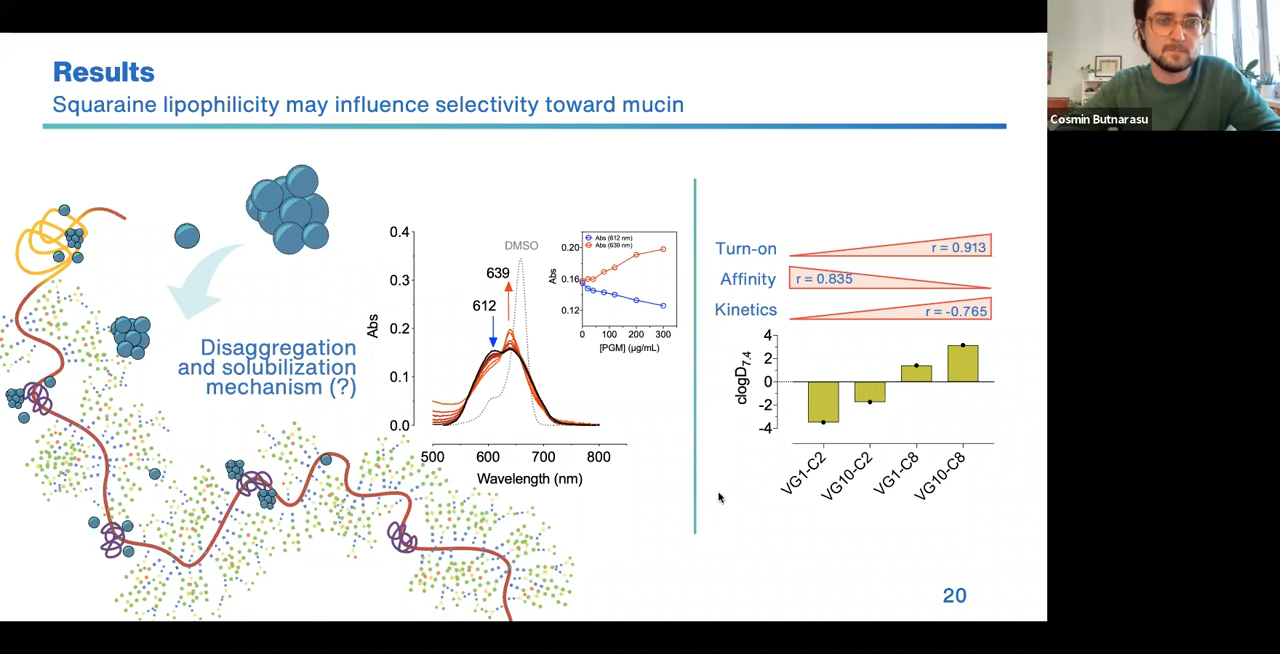 Results
Squaraine lipophilicity may influence selectivity toward mucin
Cosmin Butnarasu
Disaggregation
and solubilization
mechanism (?)
0.4
0.3
0.2
0.1
0.0
Abs
500
600
700
800
Wavelength (nm)
DMSO
639
612
Abs (612 nm)
Abs (639 nm)
0.20
0.16
0.12
Abs
0
100
200
300
[PGM] (µg/mL)
Turn-on
r = 0.913
Affinity
r = 0.835
Kinetics
r = -0.765
4
2
0
-2
-4
clogD7.4
VG1-C2
VG10-C2
VG1-C8
VG10-C8
20